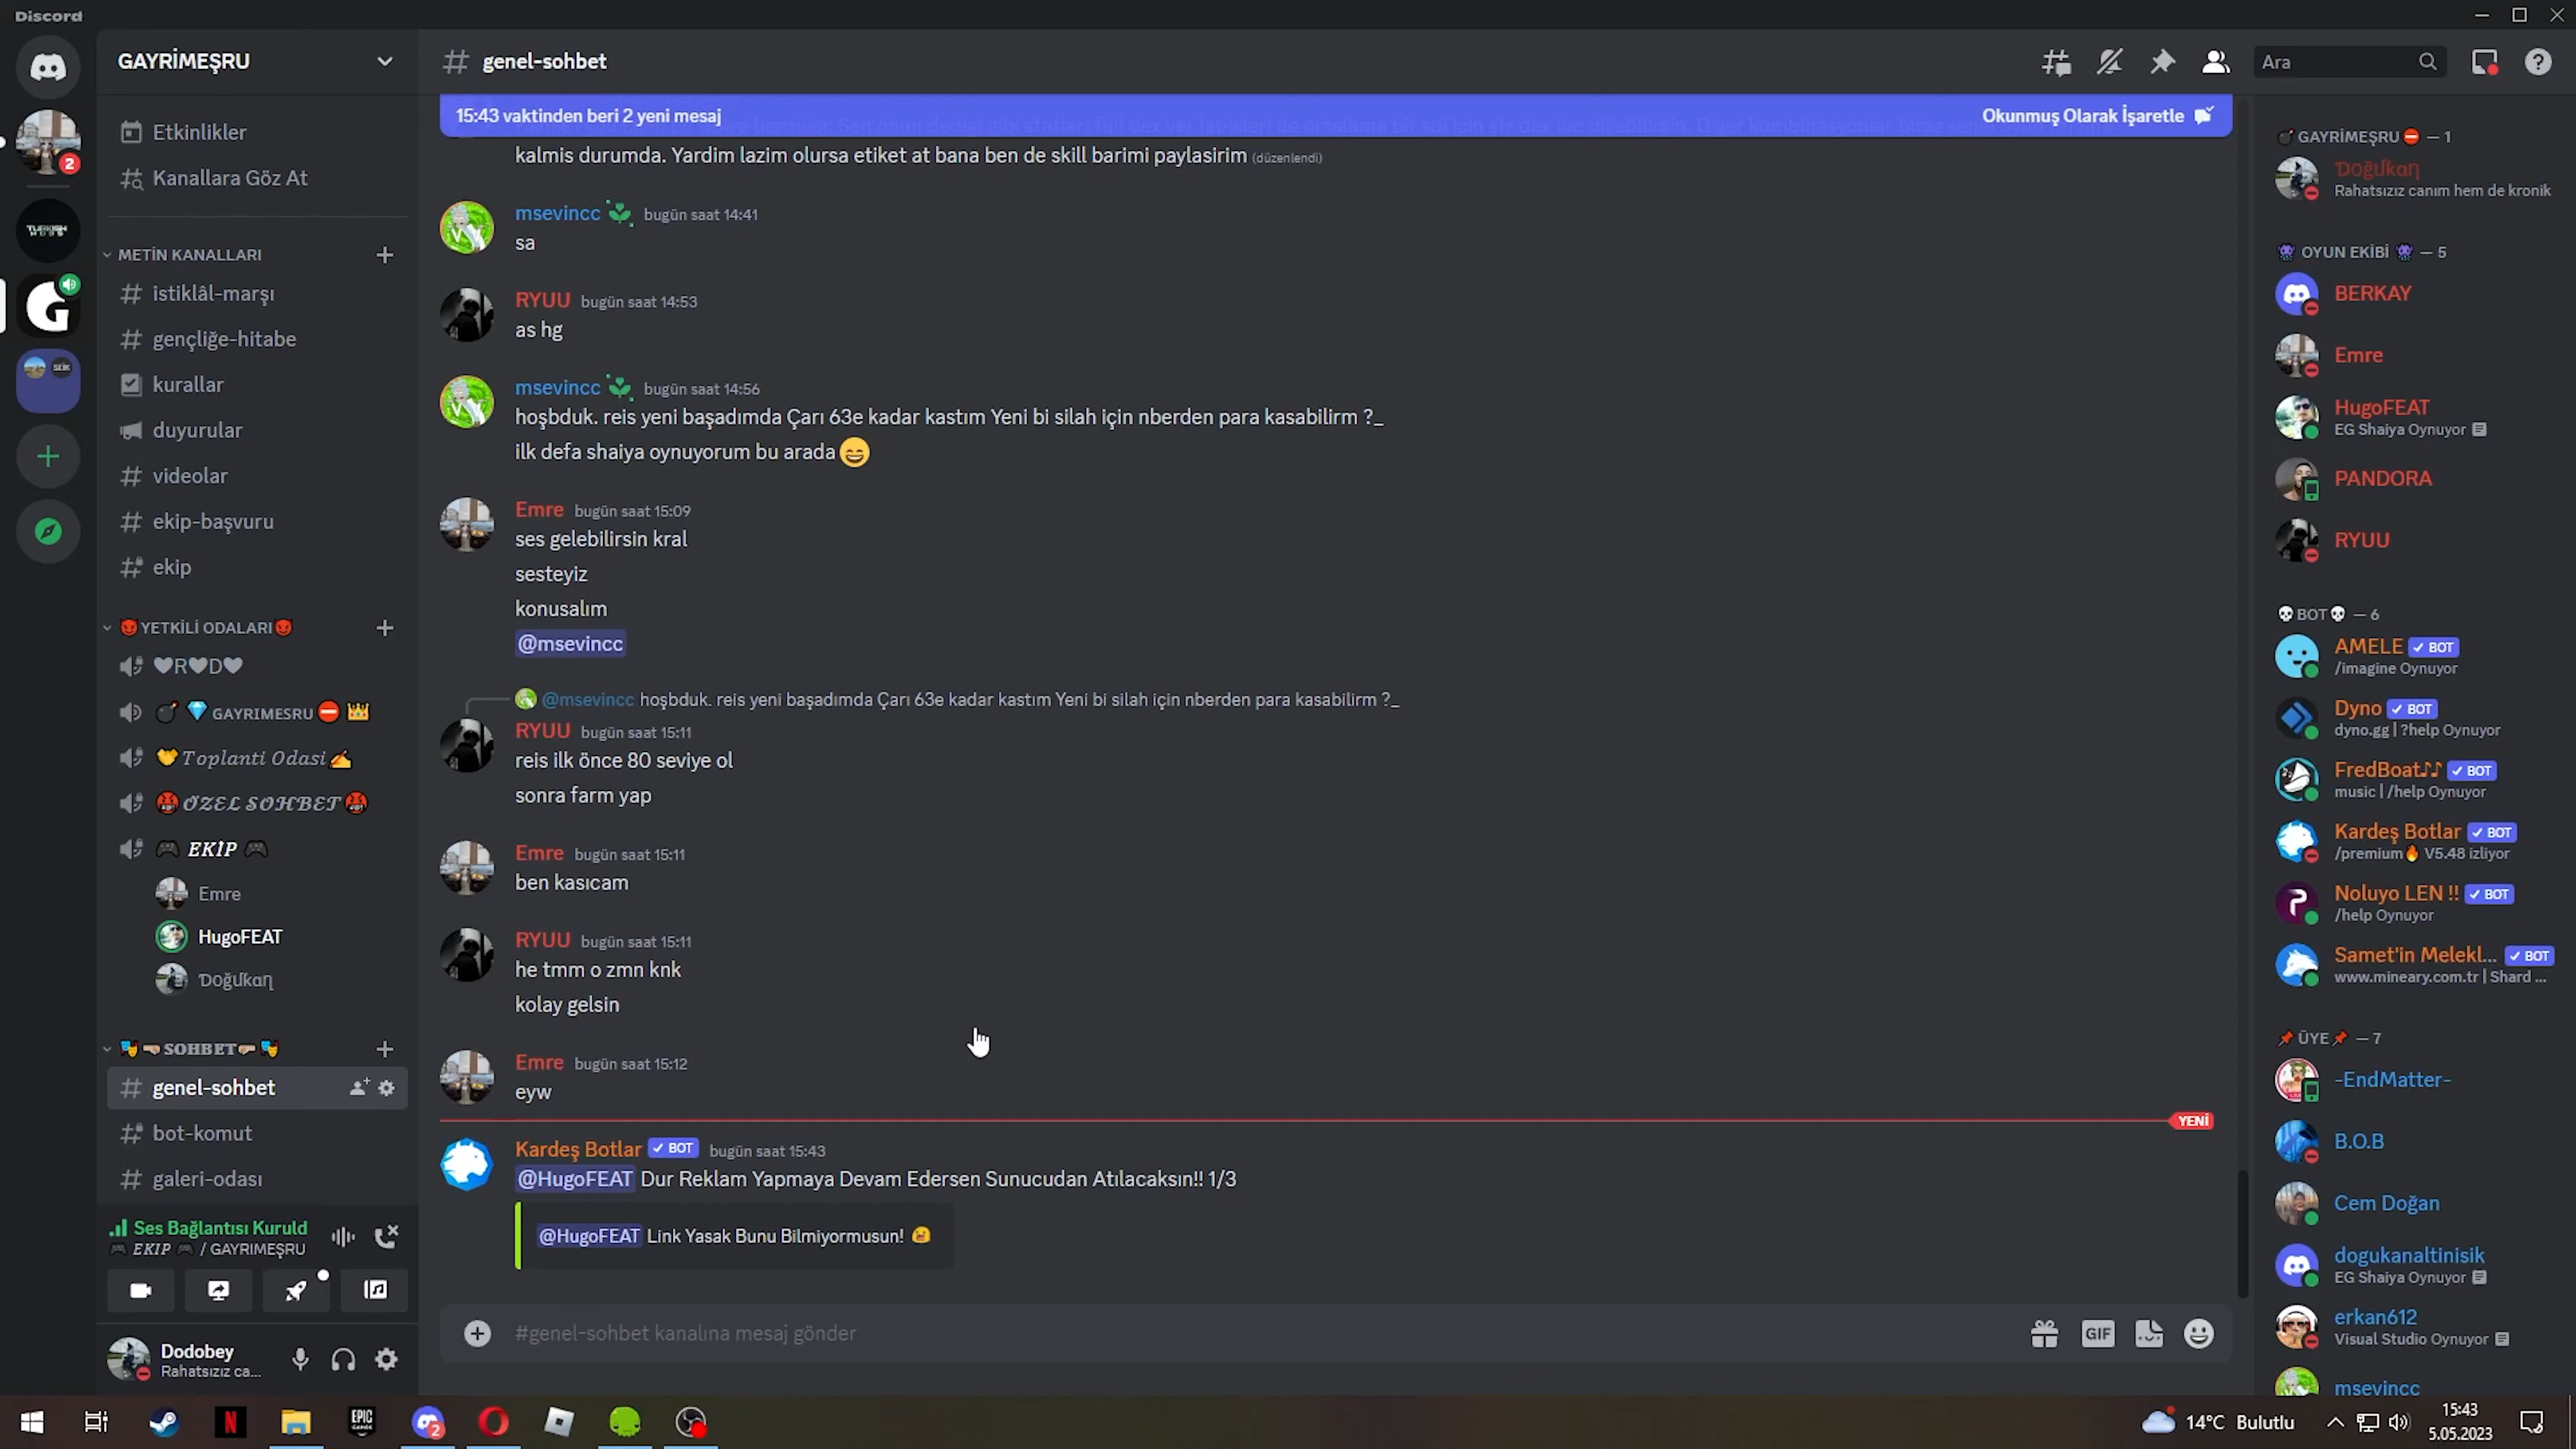 Discord
GAYRİMEŞRU
genel-sohbet
Ara
2
TURKISH
Etkinlikler
Kanallara Göz At
METİN KANALLARI
istiklâl-marşı
gençliğe-hitabe
kurallar
duyurular
videolar
ekip-başvuru
ekip
😈YETKİLİ ODALARI😈
🖤R🖤D🖤
💣 💎 GAYRIMESRU⛔ 👑
🤝Toplanti Odasi✍
🤬ÖZEL SOHBET🤬
🎮 EKİP 🎮
Emre
HugoFEAT
Ɗoğuƙaη
🎭🤜SOHBET🤛🎭
genel-sohbet
bot-komut
galeri-odası
Ses Bağlantısı Kuruld
🎮 EKİP 🎮 / GAYRIMEŞRU
Dodobey
Rahatsızız ca...
15:43 vaktinden beri 2 yeni mesaj
Okunmuş Olarak İşaretle
kalmis durumda. Yardim lazim olursa etiket at bana ben de skill barimi paylasirim (düzenlendi)
msevincc bugün saat 14:41
sa
RYUU bugün saat 14:53
as hg
msevincc bugün saat 14:56
hoşbduk. reis yeni başadımda Çarı 63e kadar kastım Yeni bi silah için nberden para kasabilirm ?_
ilk defa shaiya oynuyorum bu arada 😄
Emre bugün saat 15:09
ses gelebilirsin kral
sesteyiz
konusalım
@msevincc
@msevincc hoşbduk. reis yeni başadımda Çarı 63e kadar kastım Yeni bi silah için nberden para kasabilirm ?_
RYUU bugün saat 15:11
reis ilk önce 80 seviye ol
sonra farm yap
Emre bugün saat 15:11
ben kasıcam
RYUU bugün saat 15:11
he tmm o zmn knk
kolay gelsin
Emre bugün saat 15:12
eyw
YENİ
Kardeş Botlar ✓ BOT bugün saat 15:43
@HugoFEAT Dur Reklam Yapmaya Devam Edersen Sunucudan Atılacaksın!! 1/3
@HugoFEAT Link Yasak Bunu Bilmiyormusun!
#genel-sohbet kanalına mesaj gönder
GIF
💣GAYRİMEŞRU⛔ — 1
Ɗoğuƙaη
Rahatsızız canım hem de kronik
👾 OYUN EKİBİ 👾 — 5
BERKAY
Emre
HugoFEAT
EG Shaiya Oynuyor
PANDORA
RYUU
💀BOT💀 — 6
AMELE ✓ BOT
/imagine Oynuyor
Dyno ✓ BOT
dyno.gg | ?help Oynuyor
FredBoat♪♪ ✓ BOT
music | /help Oynuyor
Kardeş Botlar ✓ BOT
/premium🔥 V5.48 izliyor
Noluyo LEN !! ✓ BOT
/help Oynuyor
Samet'in Melekl... ✓ BOT
www.mineary.com.tr | Shard ...
📌 ÜYE📌 — 7
-EndMatter-
B.O.B
Cem Doğan
dogukanaltinisik
EG Shaiya Oynuyor
erkan612
Visual Studio Oynuyor
msevincc
EPIC
GAMES
2
14°C Bulutlu
15:43
5.05.2023